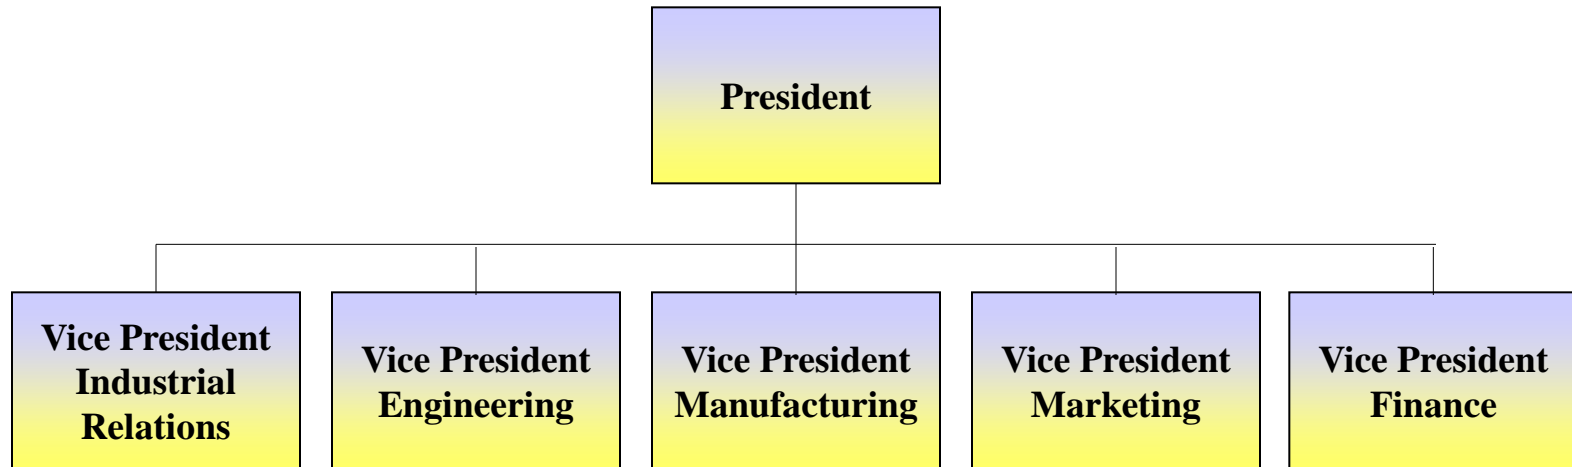 President
Vice President
Industrial
Relations
Vice President
Engineering
Vice President
Manufacturing
Vice President
Marketing
Vice President
Finance